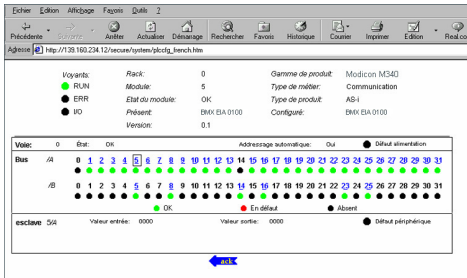 Fichier Edition Affichage Favoris Outils ?
Précédente Suivante Arrêter Actualiser Démarrage Rechercher Favoris Historique Courrier Imprimer Edition Real.co
Adresse http://139.160.234.12/secure/system/plccfg_french.htm
Voyants: Rack: 0 Gamme de produit: Modicon M340
RUN Module: 5 Type de métier: Communication
ERR Etat du module: OK Type de produit: AS-i
I/O Présent: BMX EIA 0100 Configuré: BMX EIA 0100
Version: 0.1
Voie: 0 État: OK Addressage automatique: Oui Défaut alimentation
Bus /A 0 1 2 3 4 5 6 7 8 9 10 11 12 13 14 15 16 17 18 19 20 21 22 23 24 25 26 27 28 29 30 31
/B 0 1 2 3 4 5 6 7 8 9 10 11 12 13 14 15 16 17 18 19 20 21 22 23 24 25 26 27 28 29 30 31
OK En défaut Absent
esclave 5/A Valeur entrée: 0000 Valeur sortie: 0000 Défaut périphérique
ack